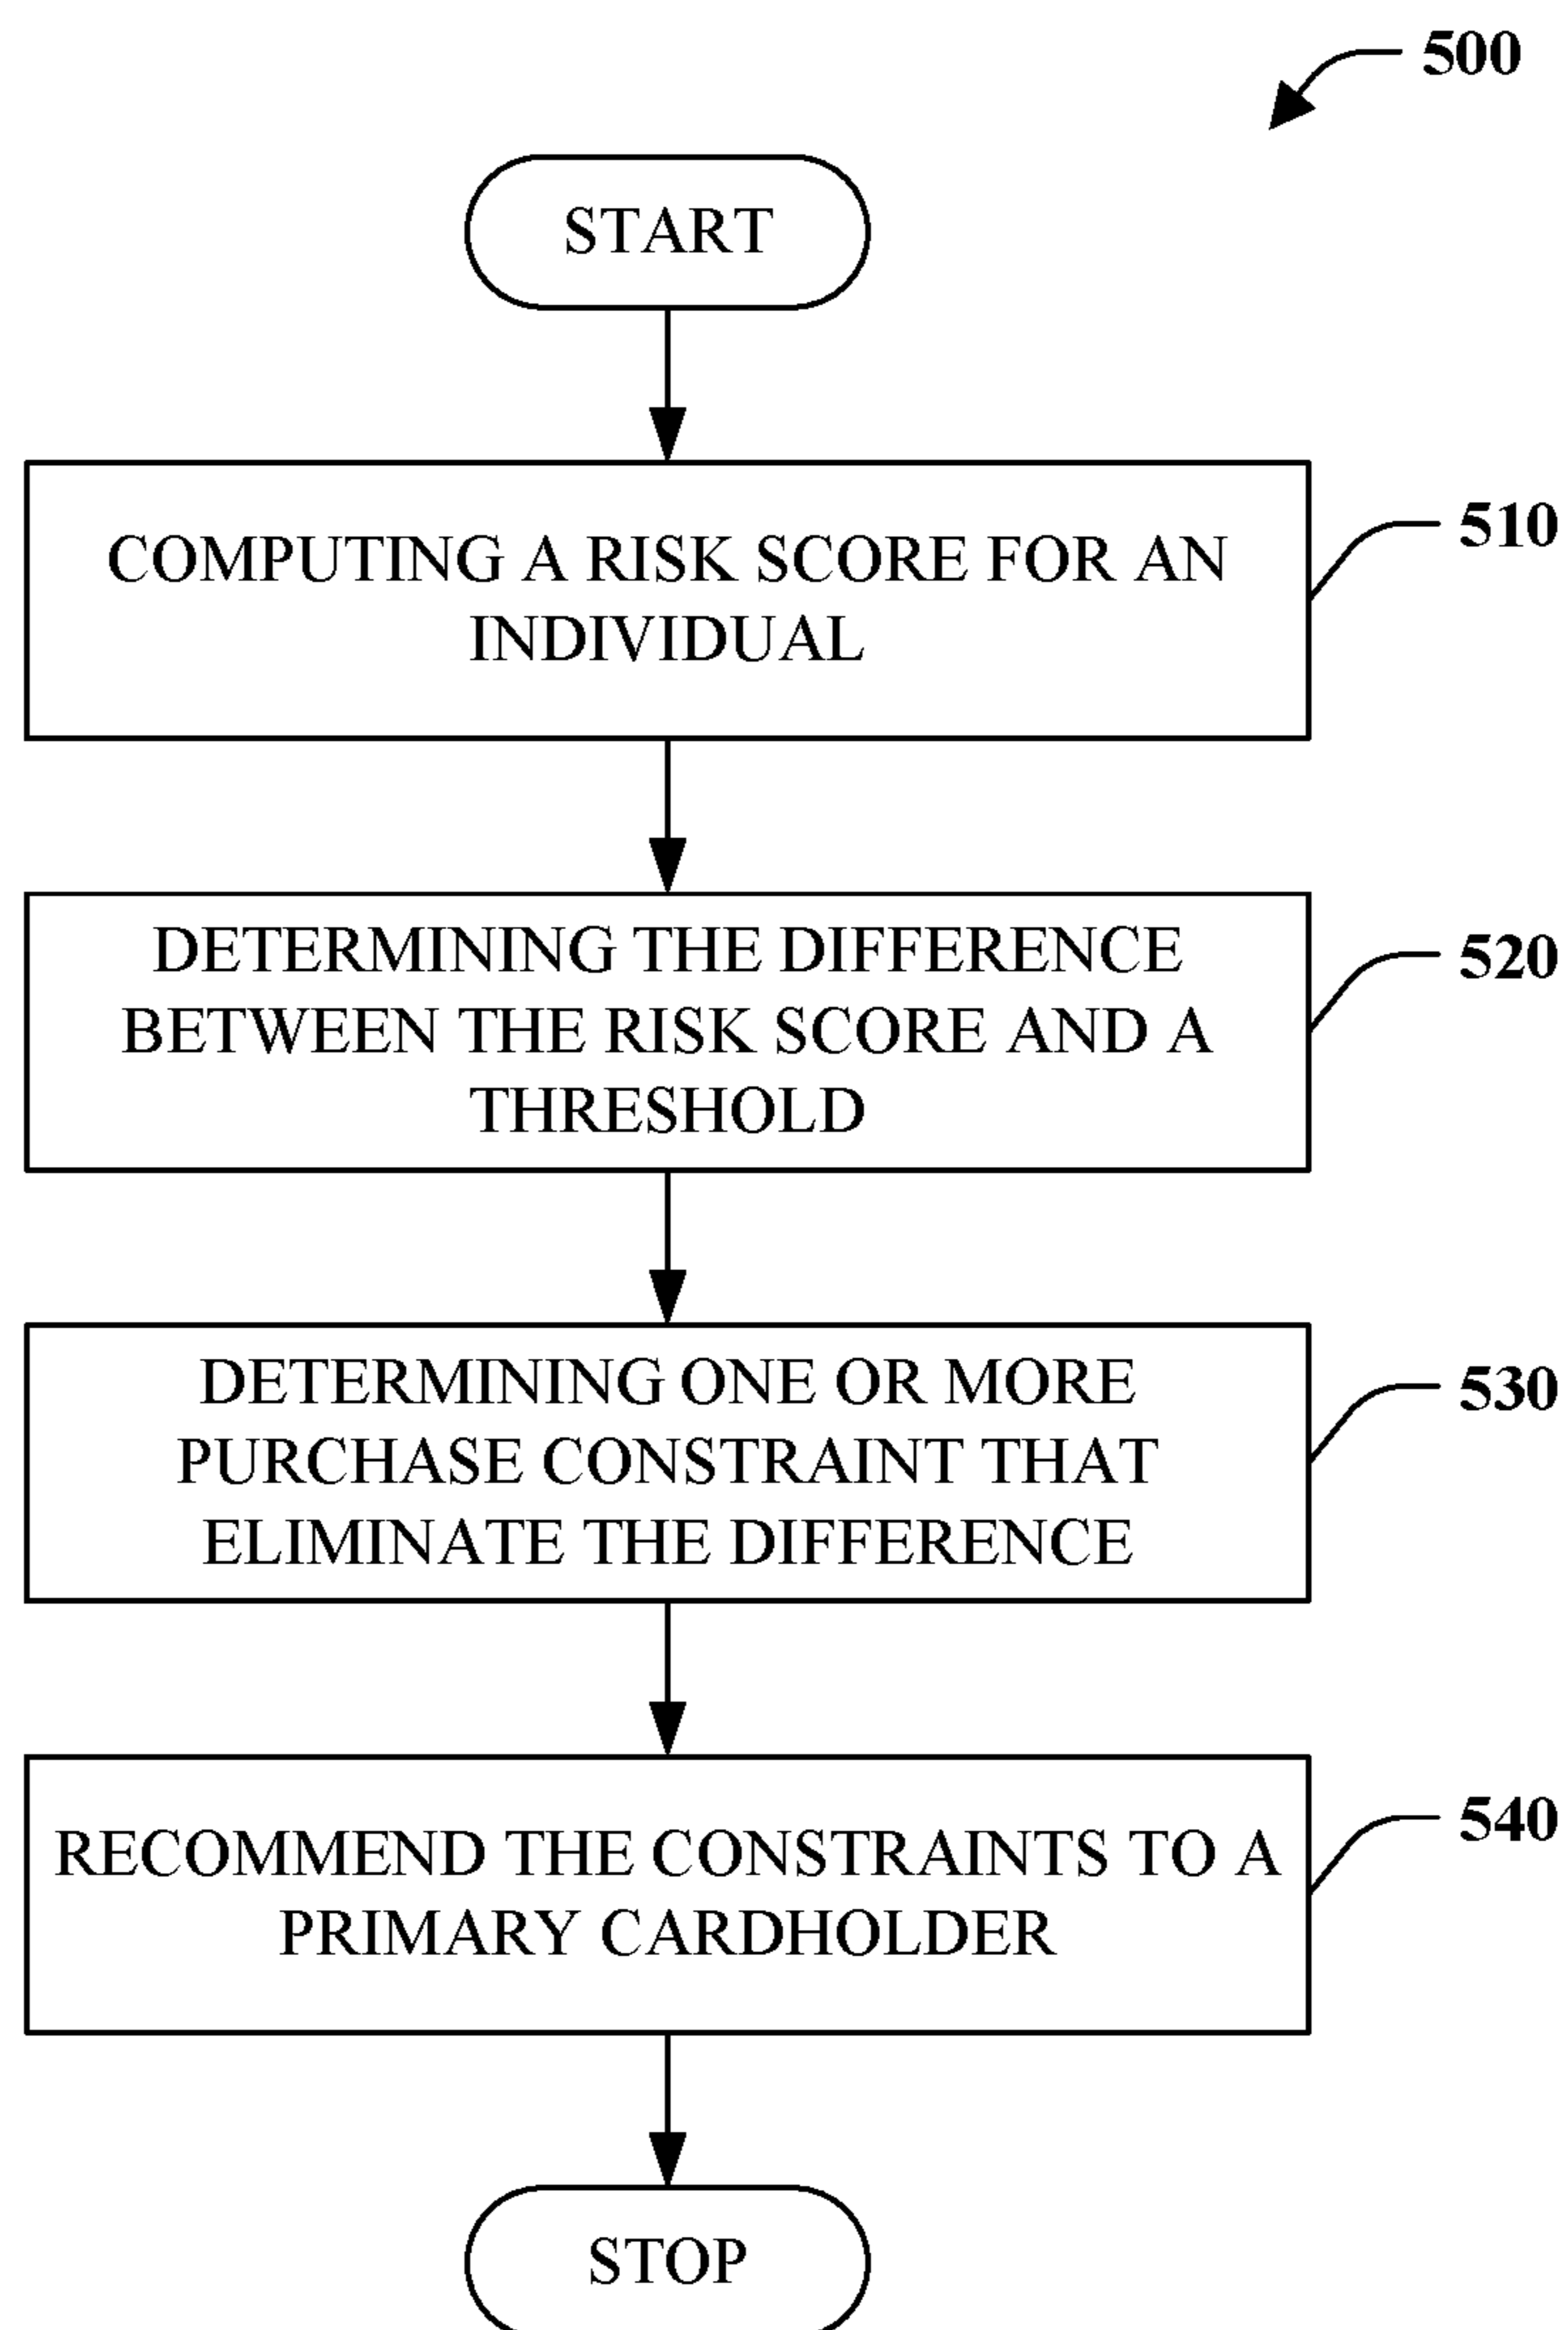 500
START
COMPUTING A RISK SCORE FOR AN
INDIVIDUAL
510
DETERMINING THE DIFFERENCE
BETWEEN THE RISK SCORE AND A
THRESHOLD
520
DETERMINING ONE OR MORE
PURCHASE CONSTRAINT THAT
ELIMINATE THE DIFFERENCE
530
RECOMMEND THE CONSTRAINTS TO A
PRIMARY CARDHOLDER
540
STOP